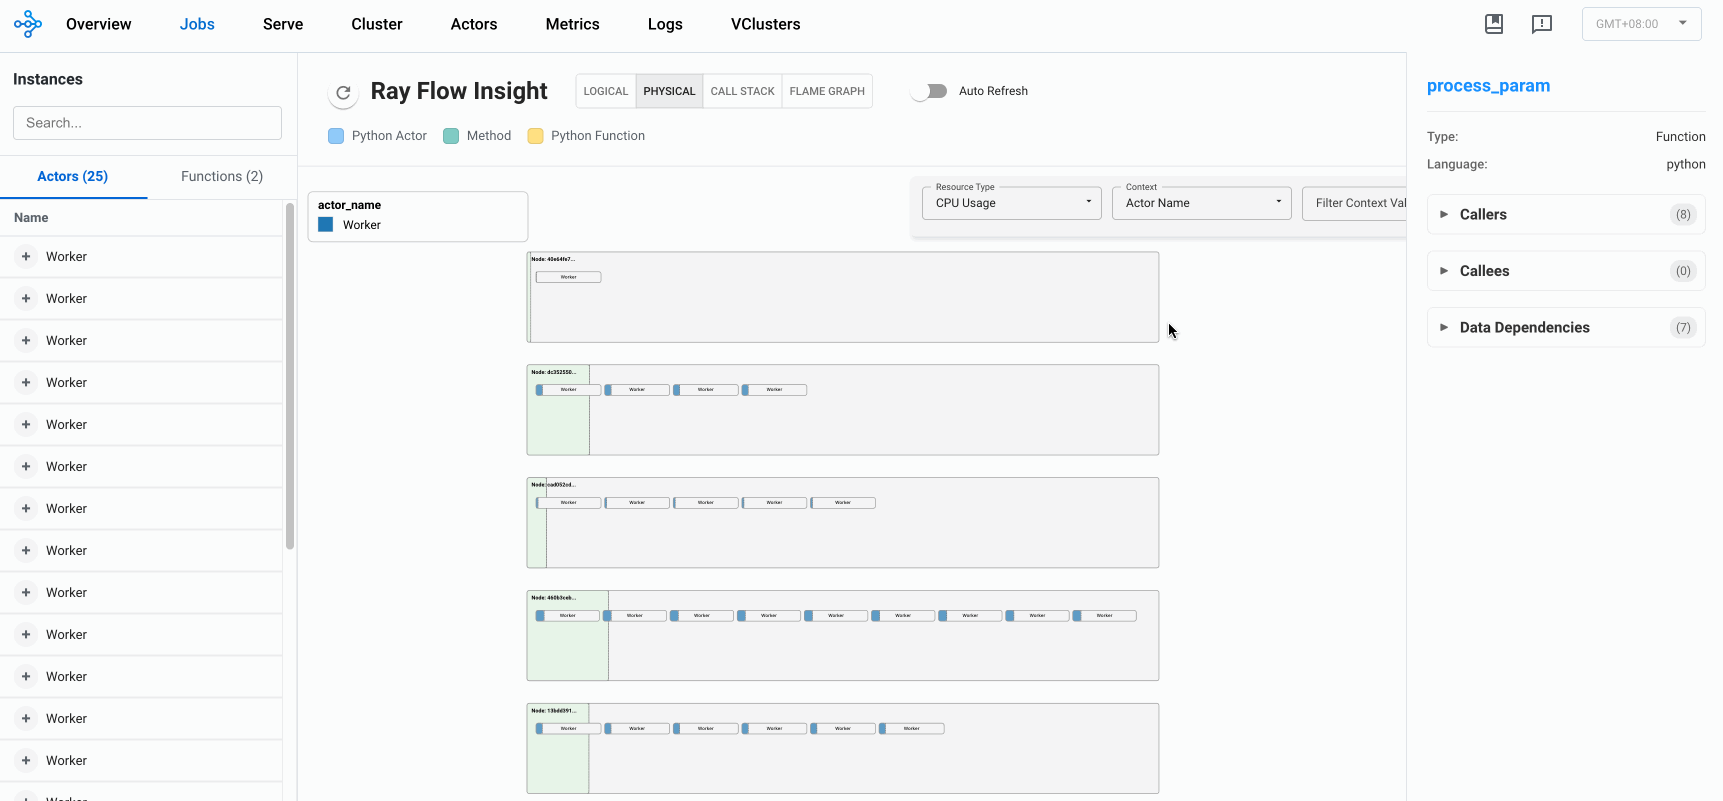 Overview Jobs Serve Cluster Actors Metrics Logs VClusters GMT+08:00
Instances
Search...
Actors (25) Functions (2)
Name
Worker
Worker
Worker
Worker
Worker
Worker
Worker
Worker
Worker
Worker
Worker
Worker
Worker
Worker
Ray Flow Insight
LOGICAL PHYSICAL CALL STACK FLAME GRAPH
Auto Refresh
Python Actor Method Python Function
actor_name
Worker
Resource Type
CPU Usage
Context
Actor Name
Filter Context Val
Node: 40e64fe7...
Worker
Node: dc352550...
Worker Worker Worker Worker
Node: cad052cd...
Worker Worker Worker Worker Worker
Node: 460b3ceb...
Worker Worker Worker Worker Worker Worker Worker Worker Worker
Node: 13bdd391...
Worker Worker Worker Worker Worker Worker
process_param
Type: Function
Language: python
Callers (8)
Callees (0)
Data Dependencies (7)